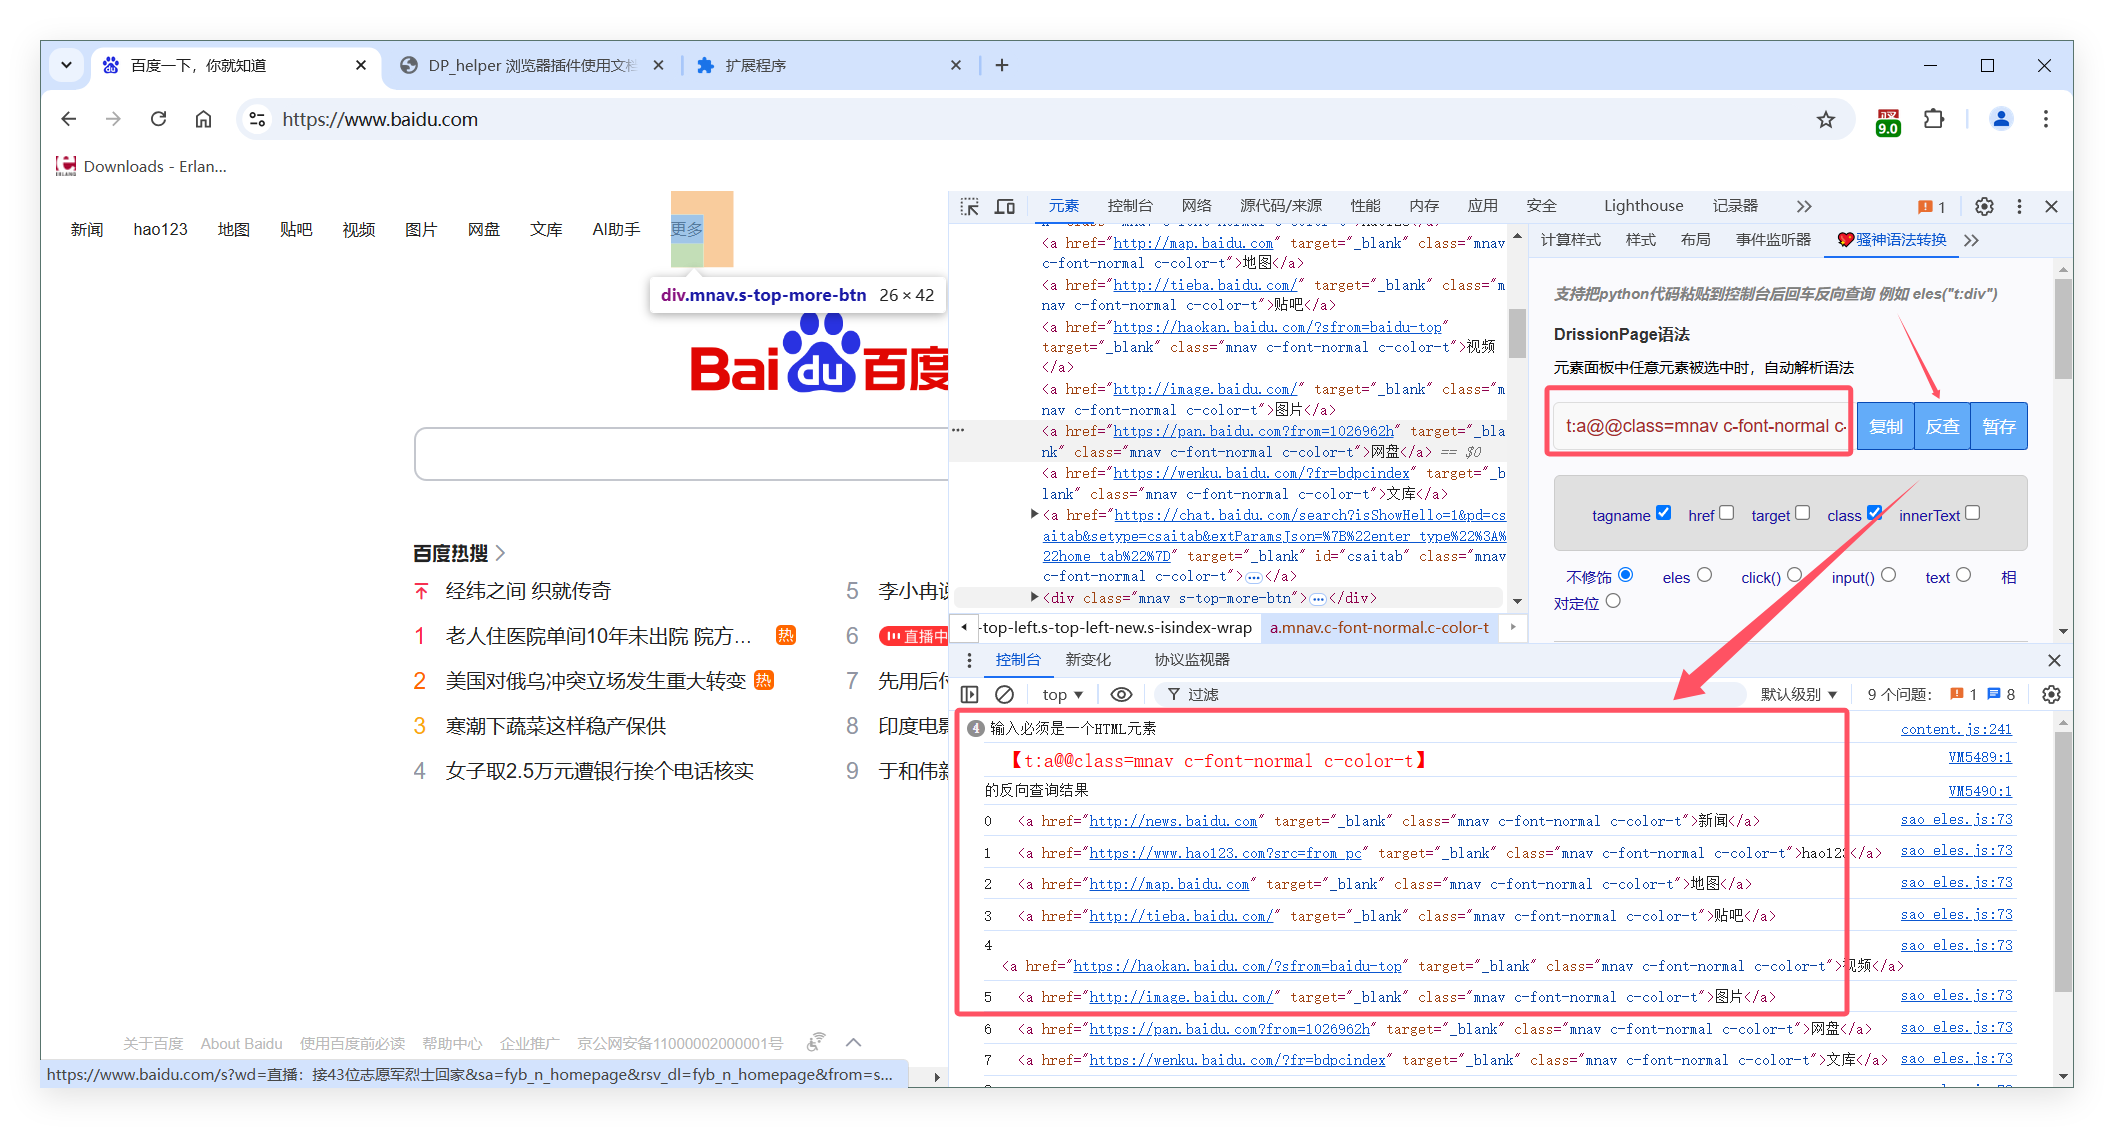 百度一下，你就知道
DP_helper 浏览器插件使用文档
扩展程序
https://www.baidu.com
9.0
Downloads - Erlan...
新闻 hao123 地图 贴吧 视频 图片 网盘 文库 AI助手 更多
div.mnav.s-top-more-btn 26 × 42
Bai du 百度
百度热搜
经纬之间 织就传奇
1 老人住医院单间10年未出院 院方... 热
2 美国对俄乌冲突立场发生重大转变 热
3 寒潮下蔬菜这样稳产保供
4 女子取2.5万元遭银行挨个电话核实
5 李小冉说
6 直播中
7 先用后付
8 印度电影
9 于和伟新
关于百度 About Baidu 使用百度前必读 帮助中心 企业推广 京公网安备11000002000001号
https://www.baidu.com/s?wd=直播：接43位志愿军烈士回家&sa=fyb_n_homepage&rsv_dl=fyb_n_homepage&from=s...
元素 控制台 网络 源代码/来源 性能 内存 应用 安全 Lighthouse 记录器 1
<a href="http://map.baidu.com" target="_blank" class="mnav
c-font-normal c-color-t">地图</a>
<a href="http://tieba.baidu.com/" target="_blank" class="m
nav c-font-normal c-color-t">贴吧</a>
<a href="https://haokan.baidu.com/?sfrom=baidu-top"
target="_blank" class="mnav c-font-normal c-color-t">视频
</a>
<a href="http://image.baidu.com/" target="_blank" class="m
nav c-font-normal c-color-t">图片</a>
<a href="https://pan.baidu.com?from=1026962h" target="_bla
nk" class="mnav c-font-normal c-color-t">网盘</a> == $0
<a href="https://wenku.baidu.com/?fr=bdpcindex" target="_b
lank" class="mnav c-font-normal c-color-t">文库</a>
<a href="https://chat.baidu.com/search?isShowHello=1&pd=cs
aitab&setype=csaitab&extParamsJson=%7B%22enter_type%22%3A%
22home_tab%22%7D" target="_blank" id="csaitab" class="mnav
c-font-normal c-color-t">…</a>
<div class="mnav s-top-more-btn">…</div>
-top-left.s-top-left-new.s-isindex-wrap a.mnav.c-font-normal.c-color-t
计算样式 样式 布局 事件监听器 骚神语法转换
支持把python代码粘贴到控制台后回车反向查询 例如 eles("t:div")
DrissionPage语法
元素面板中任意元素被选中时，自动解析语法
t:a@@class=mnav c-font-normal c- 复制 反查 暂存
tagname href target class innerText
不修饰 eles click() input() text 相
对定位
控制台 新变化 协议监视器
top 过滤 默认级别 9 个问题： 1 8
4 输入必须是一个HTML元素 content.js:241
【t:a@@class=mnav c-font-normal c-color-t】 VM5489:1
的反向查询结果 VM5490:1
0 <a href="http://news.baidu.com" target="_blank" class="mnav c-font-normal c-color-t">新闻</a> sao_eles.js:73
1 <a href="https://www.hao123.com?src=from_pc" target="_blank" class="mnav c-font-normal c-color-t">hao123</a> sao_eles.js:73
2 <a href="http://map.baidu.com" target="_blank" class="mnav c-font-normal c-color-t">地图</a> sao_eles.js:73
3 <a href="http://tieba.baidu.com/" target="_blank" class="mnav c-font-normal c-color-t">贴吧</a> sao_eles.js:73
4 sao_eles.js:73
<a href="https://haokan.baidu.com/?sfrom=baidu-top" target="_blank" class="mnav c-font-normal c-color-t">视频</a>
5 <a href="http://image.baidu.com/" target="_blank" class="mnav c-font-normal c-color-t">图片</a> sao_eles.js:73
6 <a href="https://pan.baidu.com?from=1026962h" target="_blank" class="mnav c-font-normal c-color-t">网盘</a> sao_eles.js:73
7 <a href="https://wenku.baidu.com/?fr=bdpcindex" target="_blank" class="mnav c-font-normal c-color-t">文库</a> sao_eles.js:73